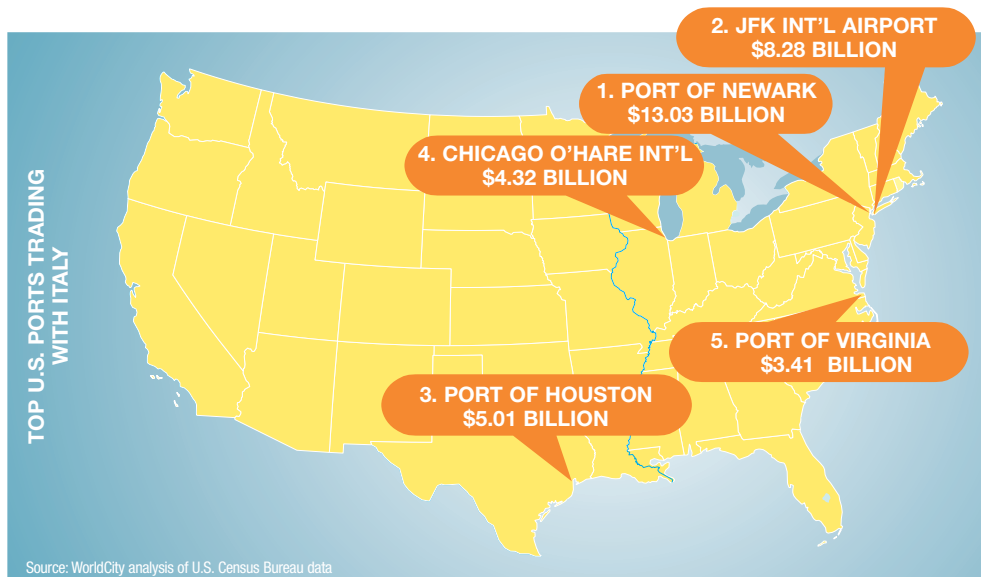 TOP U.S. PORTS TRADING
WITH ITALY
1. PORT OF NEWARK
$13.03 BILLION
2. JFK INT'L AIRPORT
$8.28 BILLION
3. PORT OF HOUSTON
$5.01 BILLION
4. CHICAGO O'HARE INT'L
$4.32 BILLION
5. PORT OF VIRGINIA
$3.41 BILLION
Source: WorldCity analysis of U.S. Census Bureau data